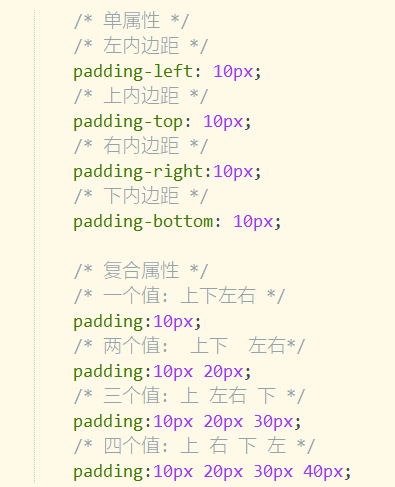 /* 单属性 */
/* 左内边距 */
padding-left: 10px;
/* 上内边距 */
padding-top: 10px;
/* 右内边距 */
padding-right:10px;
/* 下内边距 */
padding-bottom: 10px;
/* 复合属性 */
/* 一个值: 上下左右 */
padding:10px;
/* 两个值:  上下  左右*/
padding:10px 20px;
/* 三个值: 上 左右 下 */
padding:10px 20px 30px;
/* 四个值: 上 右 下 左 */
padding:10px 20px 30px 40px;